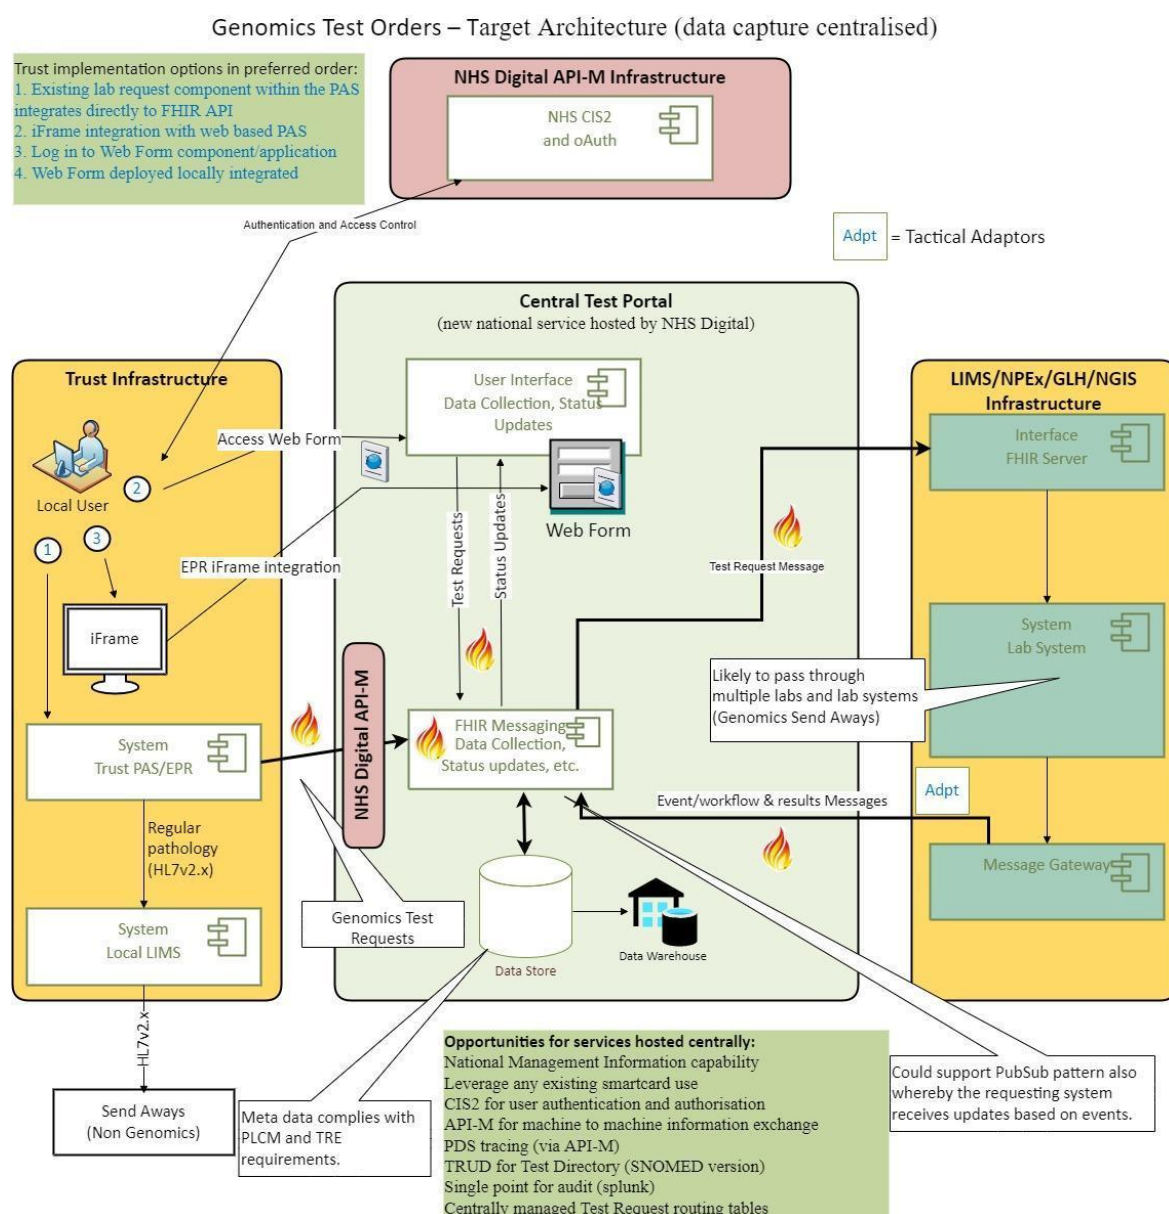 Genomics Test Orders – Target Architecture (data capture centralised)
Trust implementation options in preferred order:
1. Existing lab request component within the PAS
integrates directly to FHIR API
2. iFrame integration with web based PAS
3. Log in to Web Form component/application
4. Web Form deployed locally integrated
NHS Digital API-M Infrastructure
NHS CIS2
and oAuth
Authentication and Access Control
Adpt
= Tactical Adaptors
Central Test Portal
(new national service hosted by NHS Digital)
User Interface
Data Collection, Status
Updates
Web Form
Trust Infrastructure
Local User
2
1
3
Access Web Form
EPR iFrame integration
iFrame
Test Requests
Status Updates
System
Trust PAS/EPR
NHS Digital API-M
FHIR Messaging
Data Collection,
Status updates, etc.
Regular
pathology
(HL7v2.x)
System
Local LIMS
HL7v2.x
Send Aways
(Non Genomics)
Genomics Test
Requests
Data Store
Data Warehouse
Meta data complies with
PLCM and TRE
requirements.
LIMS/NPEx/GLH/NGIS
Infrastructure
Interface
FHIR Server
Test Request Message
System
Lab System
Likely to pass through
multiple labs and lab systems
(Genomics Send Aways)
Adpt
Event/workflow & results Messages
Message Gateway
Could support PubSub pattern also
whereby the requesting system
receives updates based on events.
Opportunities for services hosted centrally:
National Management Information capability
Leverage any existing smartcard use
CIS2 for user authentication and authorisation
API-M for machine to machine information exchange
PDS tracing (via API-M)
TRUD for Test Directory (SNOMED version)
Single point for audit (splunk)
Centrally managed Test Request routing tables